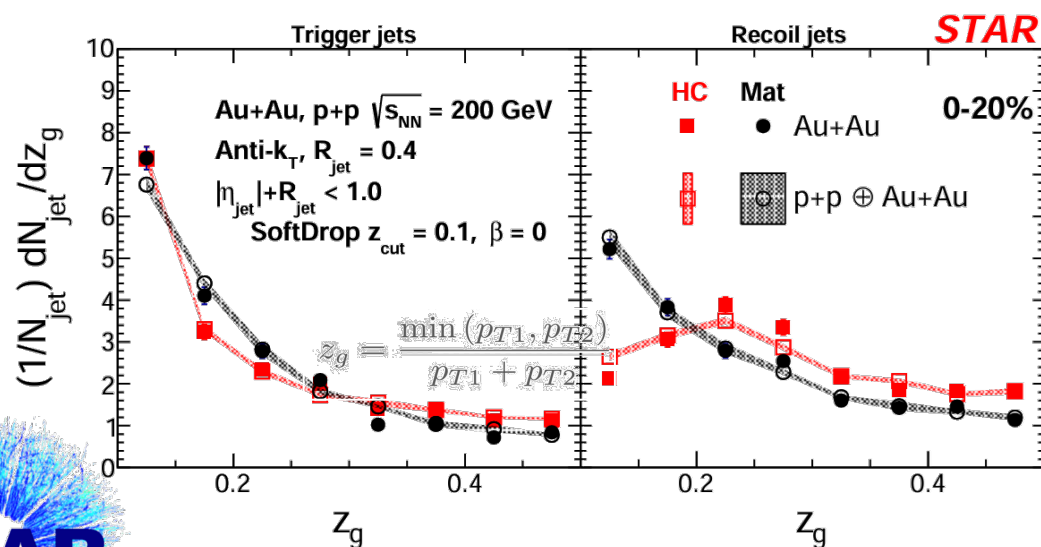 Trigger jets
Recoil jets
STAR
(1/N_jet) dN_jet/dz_g
10
9
8
7
6
5
4
3
2
1
0
Au+Au, p+p √s_NN = 200 GeV
Anti-k_T, R_jet = 0.4
|η_jet|+R_jet < 1.0
SoftDrop z_cut = 0.1, β = 0
z_g = min (p_T1, p_T2) / p_T1 + p_T2
HC Mat
0-20%
Au+Au
p+p ⊕ Au+Au
0.2 0.4
0.2 0.4
z_g
z_g